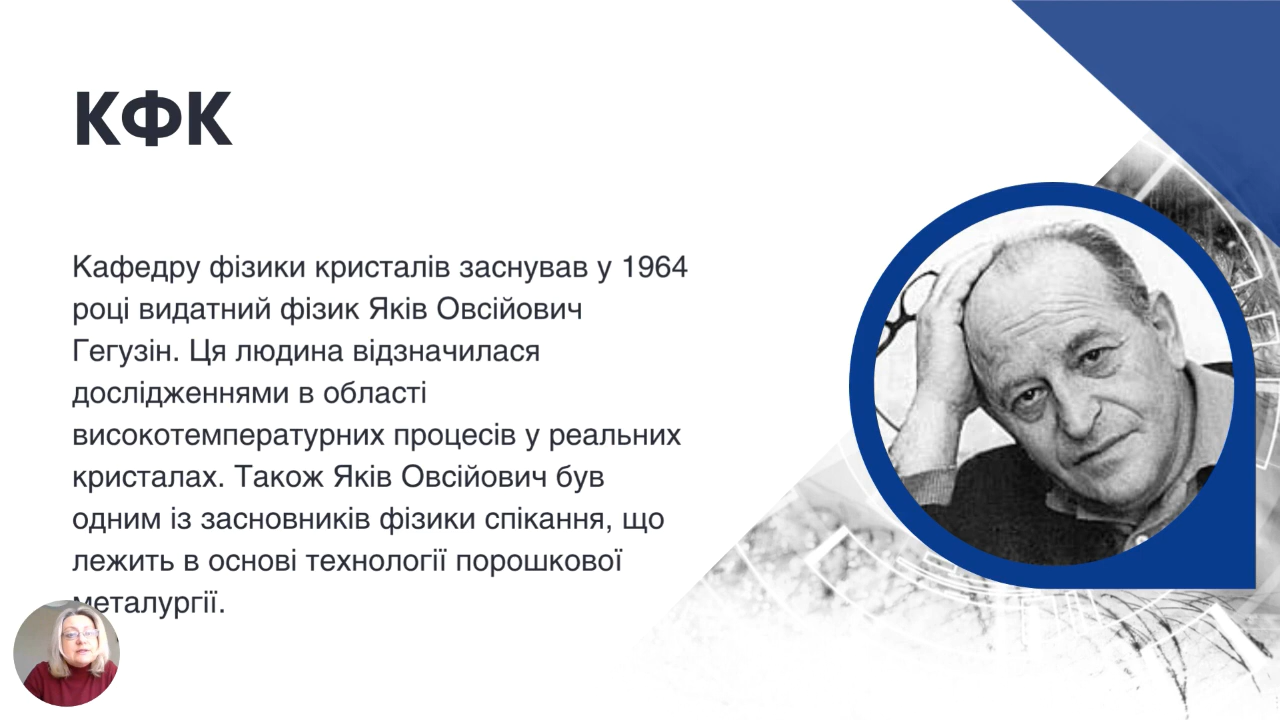 КФК
Кафедру фізики кристалів заснував у 1964
році видатний фізик Яків Овсійович
Гегузін. Ця людина відзначилася
дослідженнями в області
високотемпературних процесів у реальних
кристалах. Також Яків Овсійович був
одним із засновників фізики спікання, що
лежить в основі технології порошкової
металургії.